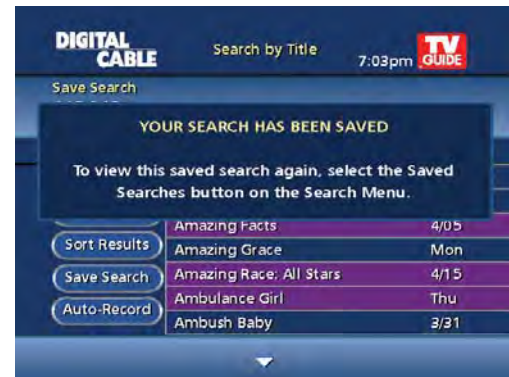 DIGITAL
CABLE
Search by Title
7:03pm
TV
GUIDE
Save Search
YOUR SEARCH HAS BEEN SAVED
To view this saved search again, select the Saved
Searches button on the Search Menu.
Amazing Facts 4/05
Sort Results
Amazing Grace Mon
Save Search
Amazing Race: All Stars 4/15
Auto-Record
Ambulance Girl Thu
Ambush Baby 3/31